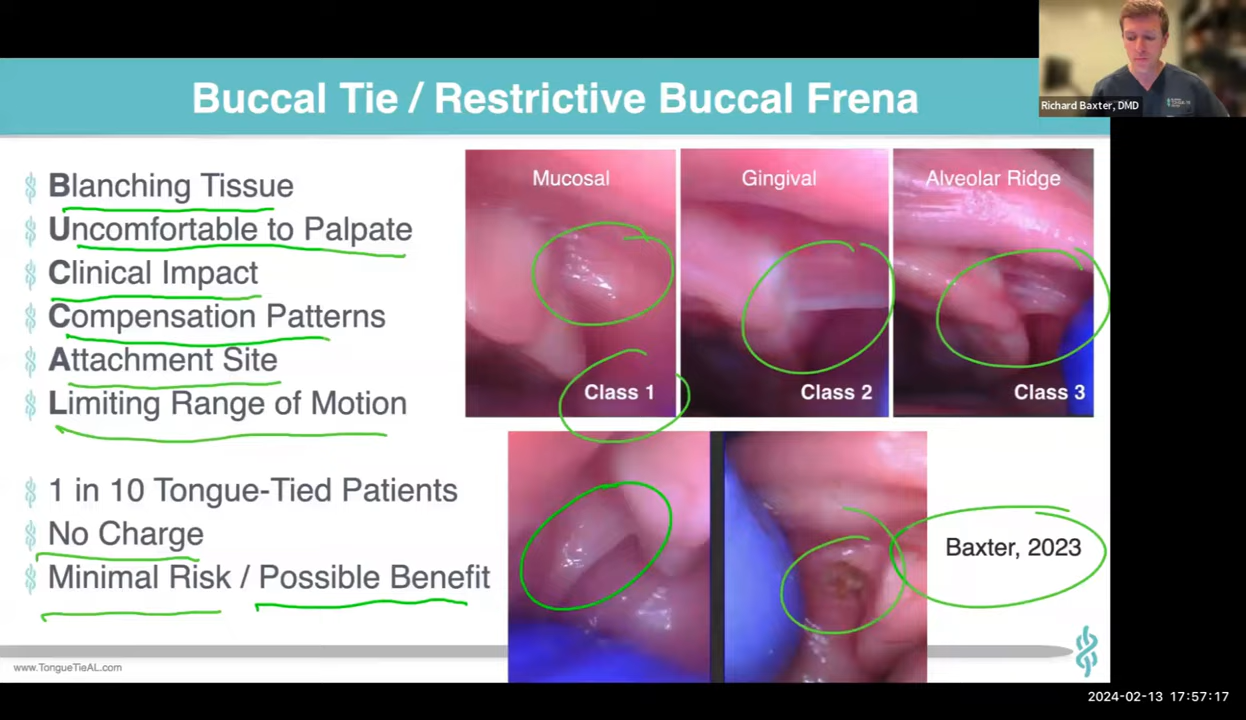 Buccal Tie / Restrictive Buccal Frena
Richard Baxter, DMD
Blanching Tissue
Uncomfortable to Palpate
Clinical Impact
Compensation Patterns
Attachment Site
Limiting Range of Motion
1 in 10 Tongue-Tied Patients
No Charge
Minimal Risk / Possible Benefit
Mucosal
Gingival
Alveolar Ridge
Class 1
Class 2
Class 3
Baxter, 2023
www.TongueTieAL.com
2024-02-13 17:57:17